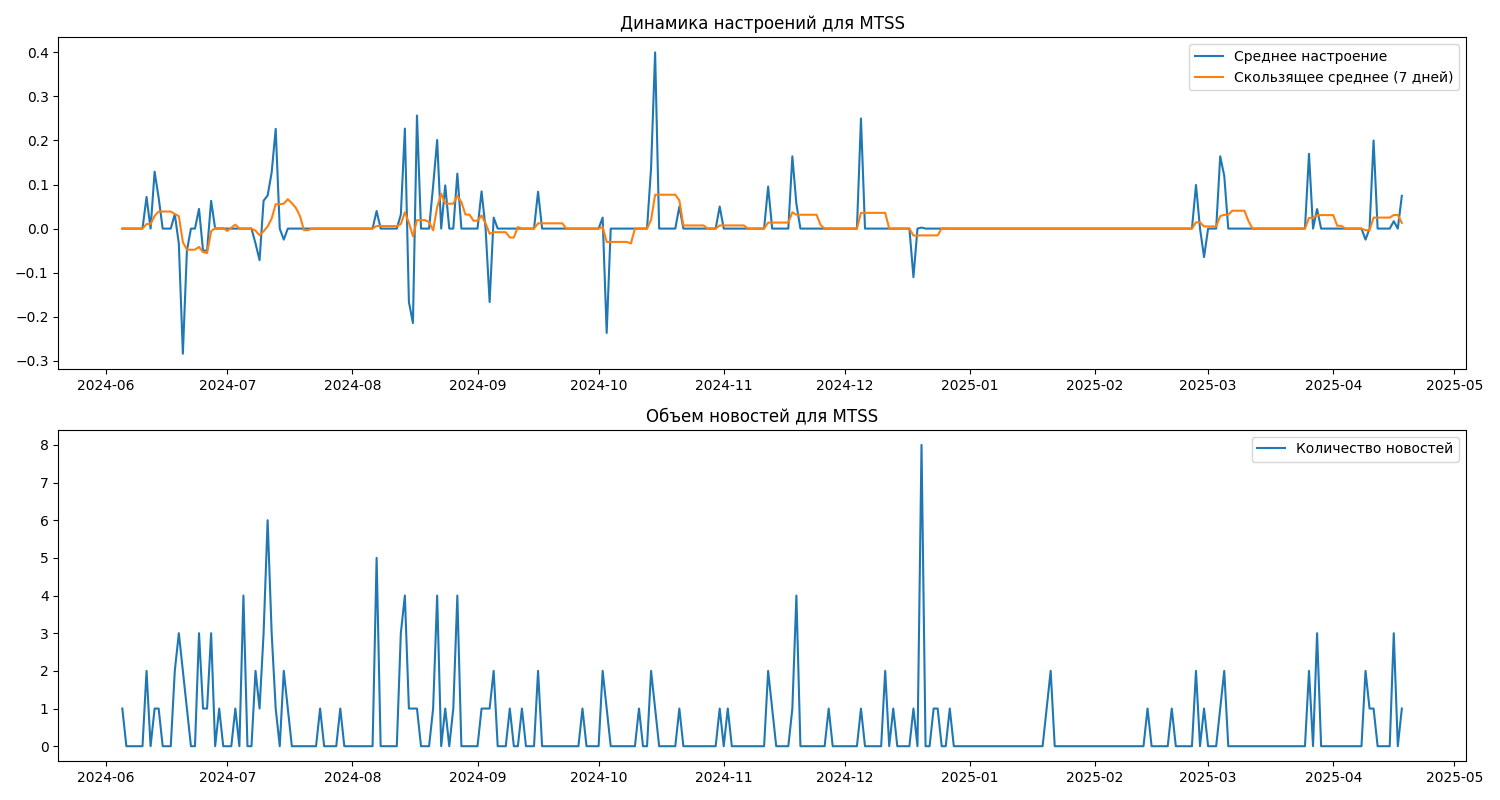 Динамика настроений для MTSS
Среднее настроение
Скользящее среднее (7 дней)
0.4
0.3
0.2
0.1
0.0
−0.1
−0.2
−0.3
2024-06 2024-07 2024-08 2024-09 2024-10 2024-11 2024-12 2025-01 2025-02 2025-03 2025-04 2025-05
Объем новостей для MTSS
Количество новостей
8
7
6
5
4
3
2
1
0
2024-06 2024-07 2024-08 2024-09 2024-10 2024-11 2024-12 2025-01 2025-02 2025-03 2025-04 2025-05